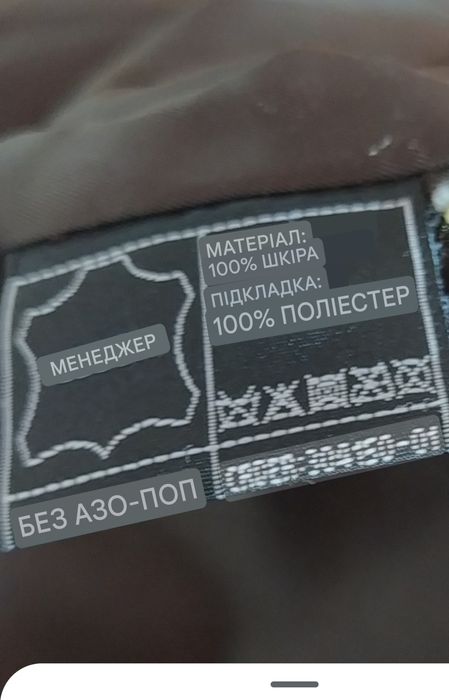 МАТЕРІАЛ:
100% ШКІРА
ПІДКЛАДКА:
100% ПОЛІЕСТЕР
МЕНЕДЖЕР
БЕЗ АЗО-ПОП